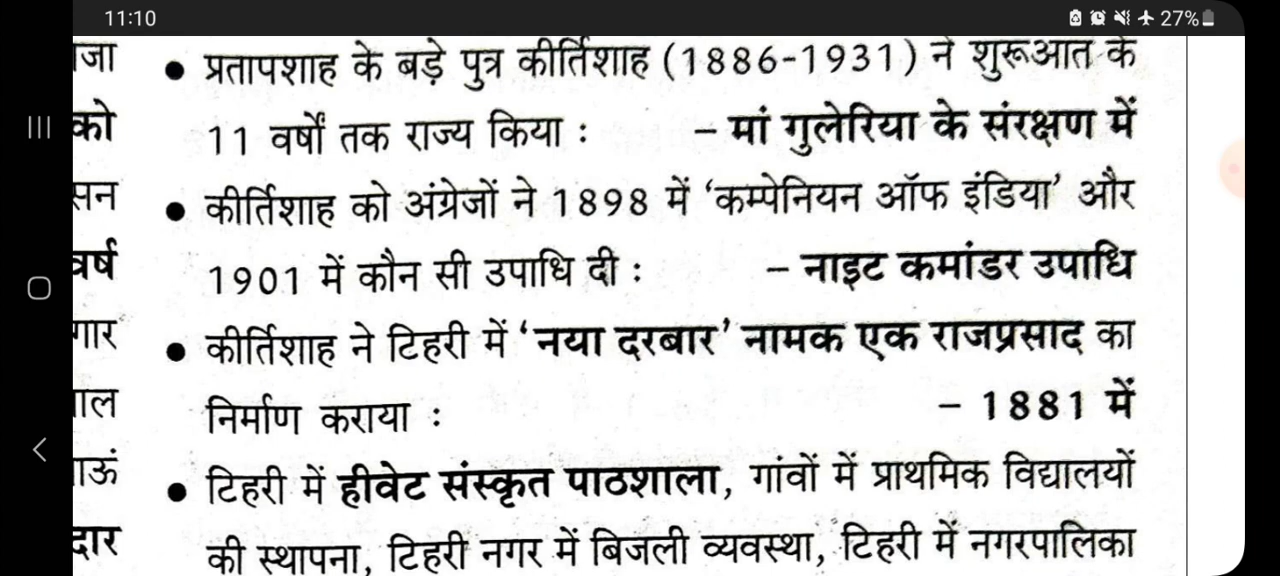 11:10
27%
जा
• प्रतापशाह के बड़े पुत्र कीर्तिशाह (1886-1931) ने शुरूआत के
को
11 वर्षों तक राज्य किया : – मां गुलेरिया के संरक्षण में
सन
• कीर्तिशाह को अंग्रेजों ने 1898 में ‘कम्पेनियन ऑफ इंडिया’ और
वर्ष
1901 में कौन सी उपाधि दी : – नाइट कमांडर उपाधि
गार
• कीर्तिशाह ने टिहरी में ‘नया दरबार’ नामक एक राजप्रसाद का
ाल
निर्माण कराया : – 1881 में
ाऊं
• टिहरी में हीवेट संस्कृत पाठशाला, गांवों में प्राथमिक विद्यालयों
दार
की स्थापना, टिहरी नगर में बिजली व्यवस्था, टिहरी में नगरपालिका